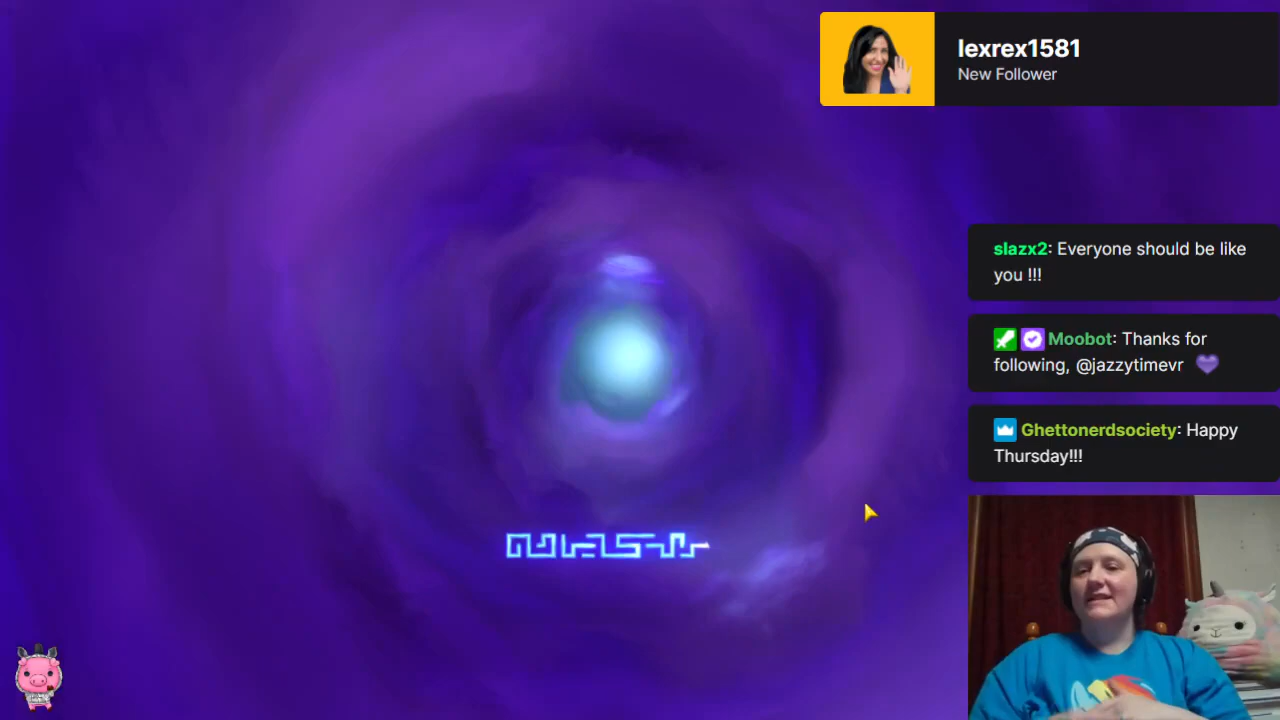 lexrex1581
New Follower
slazx2: Everyone should be like
you !!!
Moobot: Thanks for
following, @jazzytimevr
Ghettonerdsociety: Happy
Thursday!!!